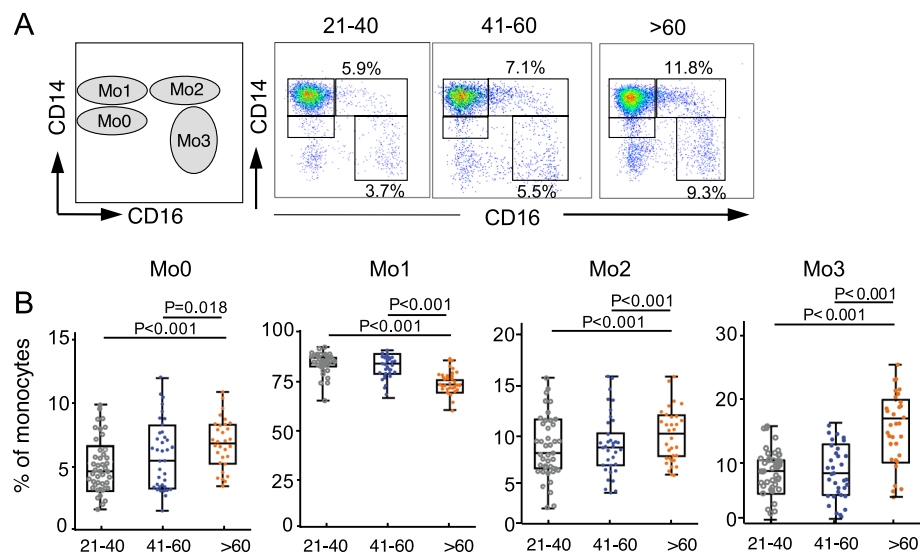 A
21-40 41-60 >60
CD14
Mo1 Mo2
Mo0
Mo3
CD16
CD14
5.9% 7.1% 11.8%
3.7% 5.5% 9.3%
CD16
B
Mo0 Mo1 Mo2 Mo3
% of monocytes
P=0.018
P<0.001
15
10
5
0
21-40 41-60 >60
P<0.001
P<0.001
100
75
50
100
0
21-40 41-60 >60
P<0.001
P<0.001
20
15
10
5
0
21-40 41-60 >60
P<0.001
P<0.001
30
20
10
0
21-40 41-60 >60